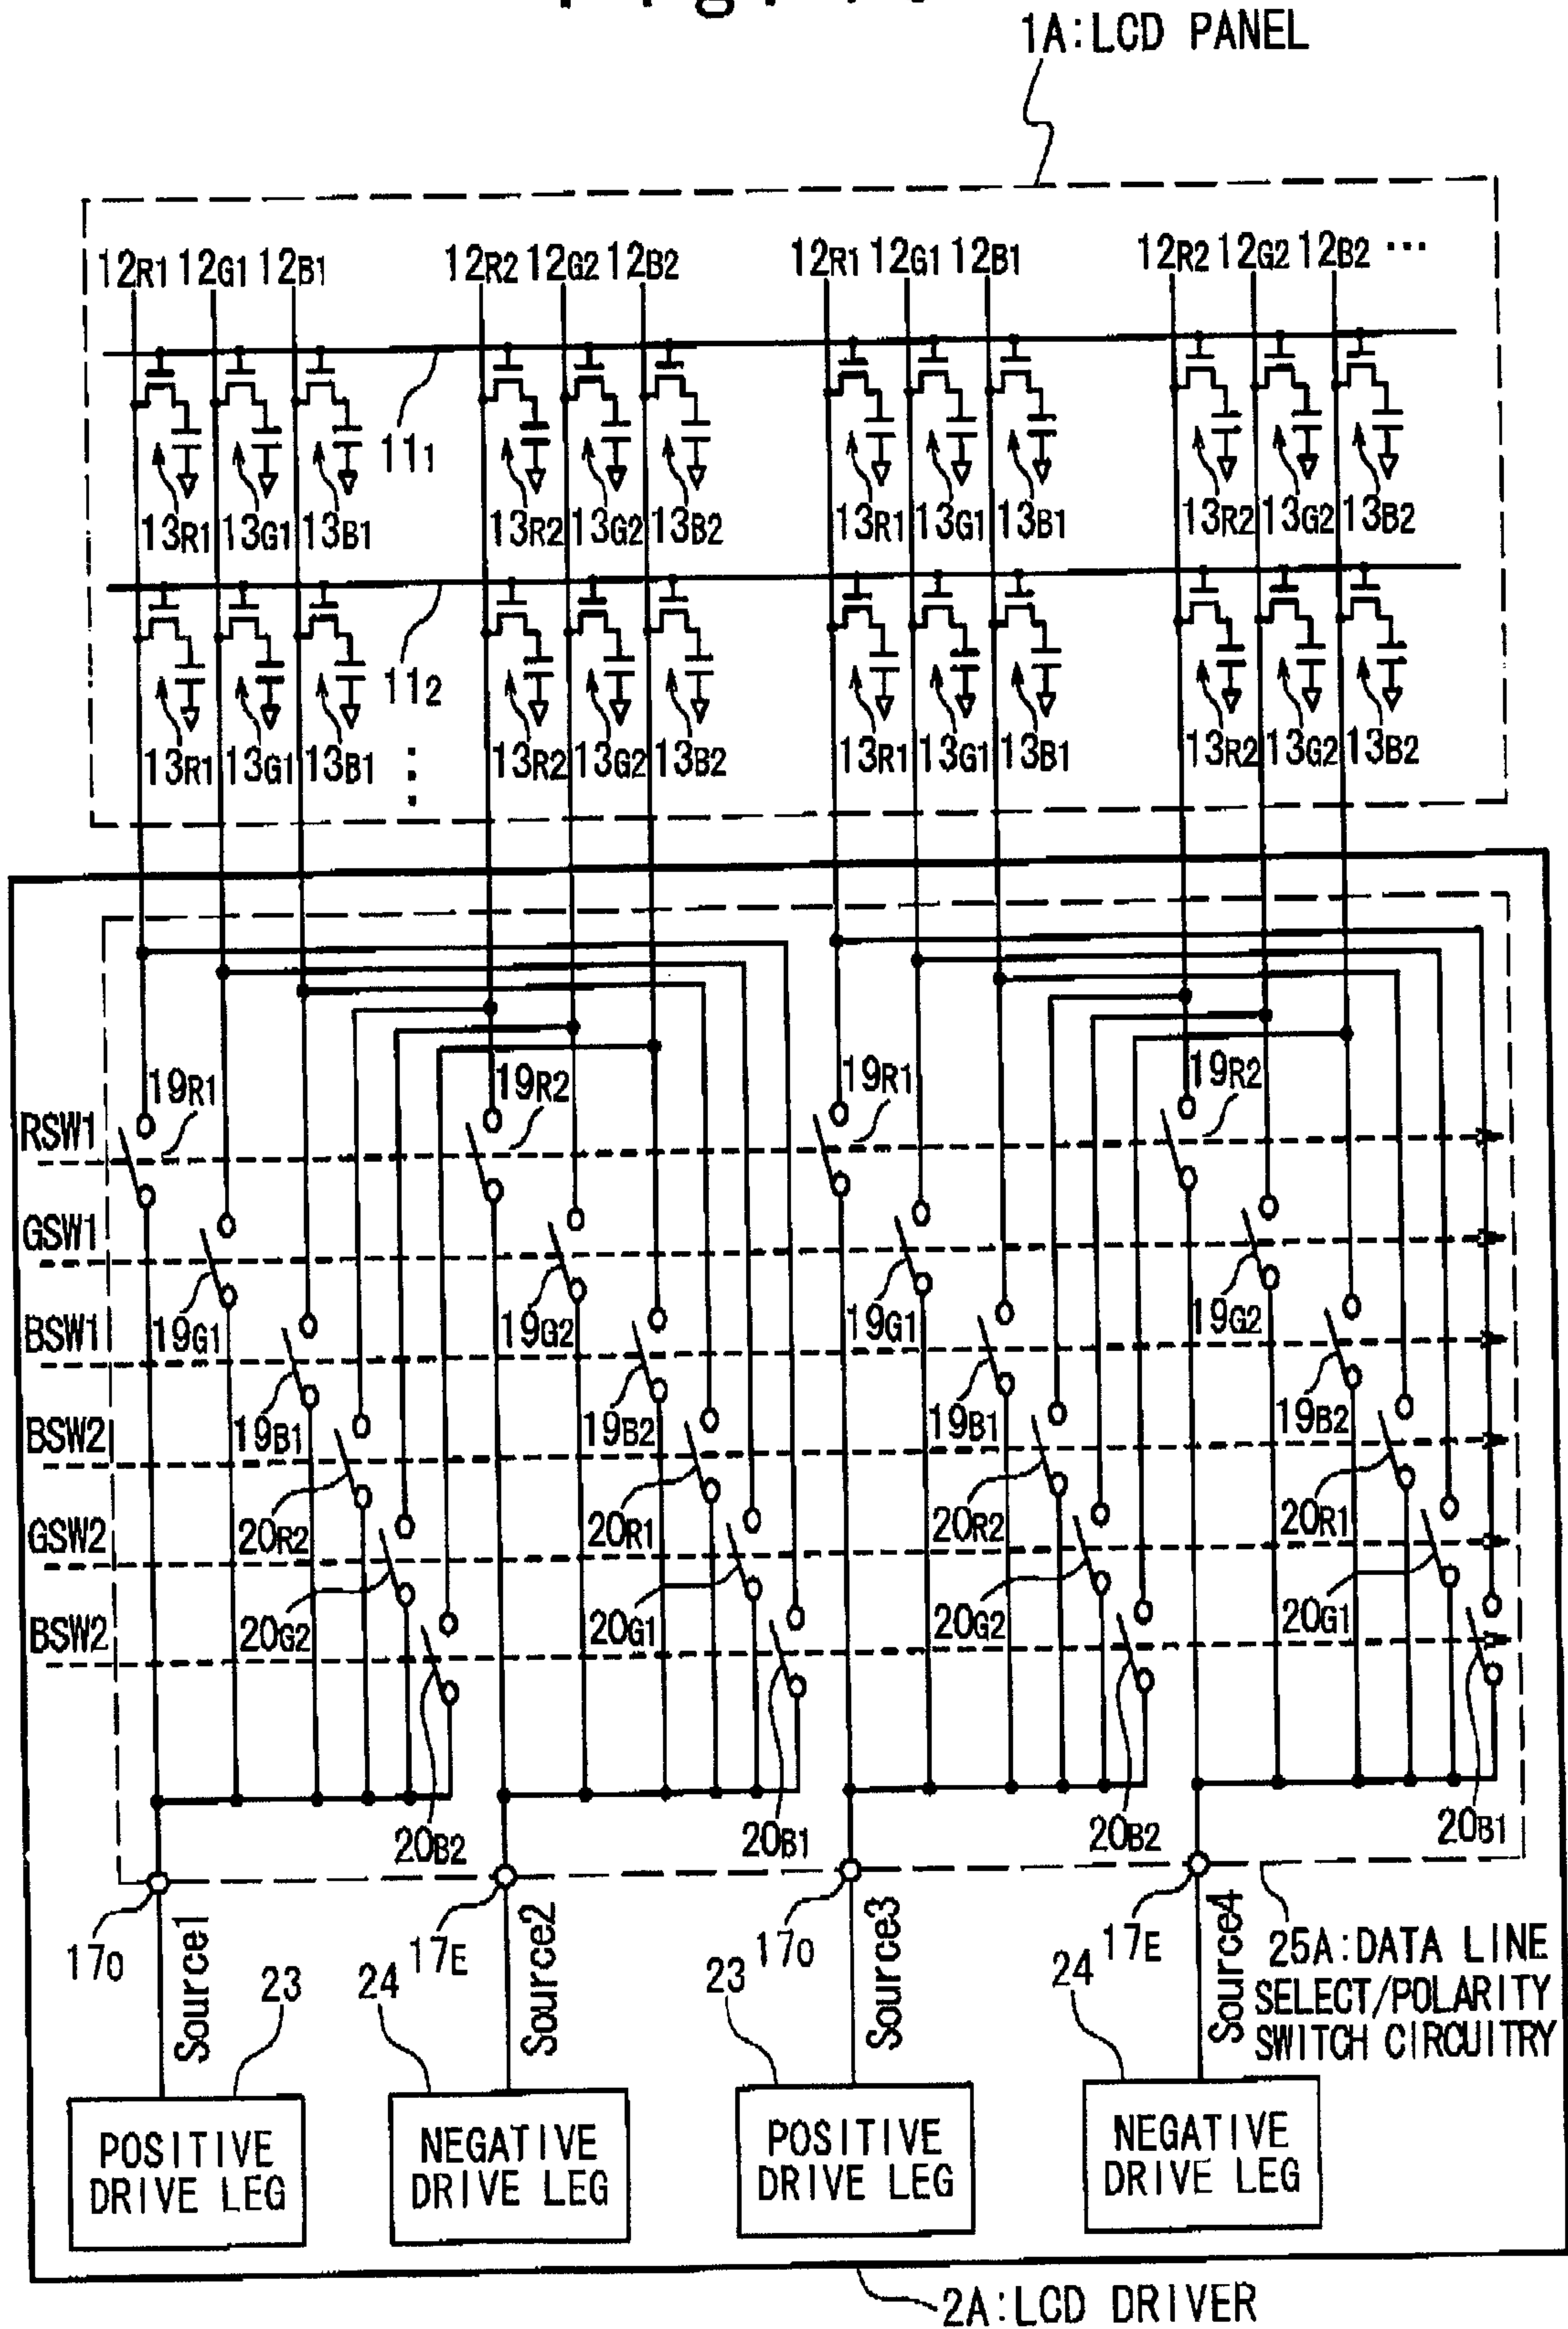 1A:LCD PANEL
12R1 12G1 12B1 12R2 12G2 12B2 12R1 12G1 12B1 12R2 12G2 12B2 ...
111
13R1 13G1 13B1 13R2 13G2 13B2 13R1 13G1 13B1 13R2 13G2 13B2
112
13R1 13G1 13B1 13R2 13G2 13B2 13R1 13G1 13B1 13R2 13G2 13B2
RSW1 19R1 19R2 19R1 19R2
GSW1
19G1 19G2 19G1 19G2
BSW1
19B1 19B2 19B1 19B2
BSW2
20R2 20R1 20R2 20R1
GSW2
20G2 20G1 20G2 20G1
BSW2
20B2 20B1 20B2 20B1
17O Source1 17E Source2 17O Source3 17E Source4
25A:DATA LINE
SELECT/POLARITY
SWITCH CIRCUITRY
23 24 23 24
POSITIVE
DRIVE LEG
NEGATIVE
DRIVE LEG
POSITIVE
DRIVE LEG
NEGATIVE
DRIVE LEG
2A:LCD DRIVER